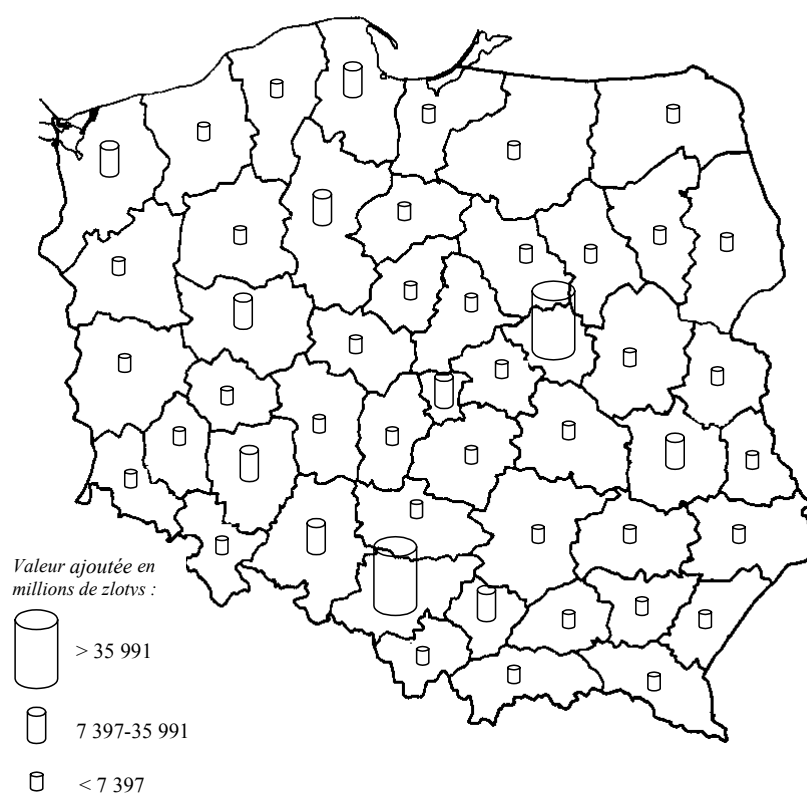 Valeur ajoutée en
millions de zlotys :
> 35 991
7 397-35 991
< 7 397